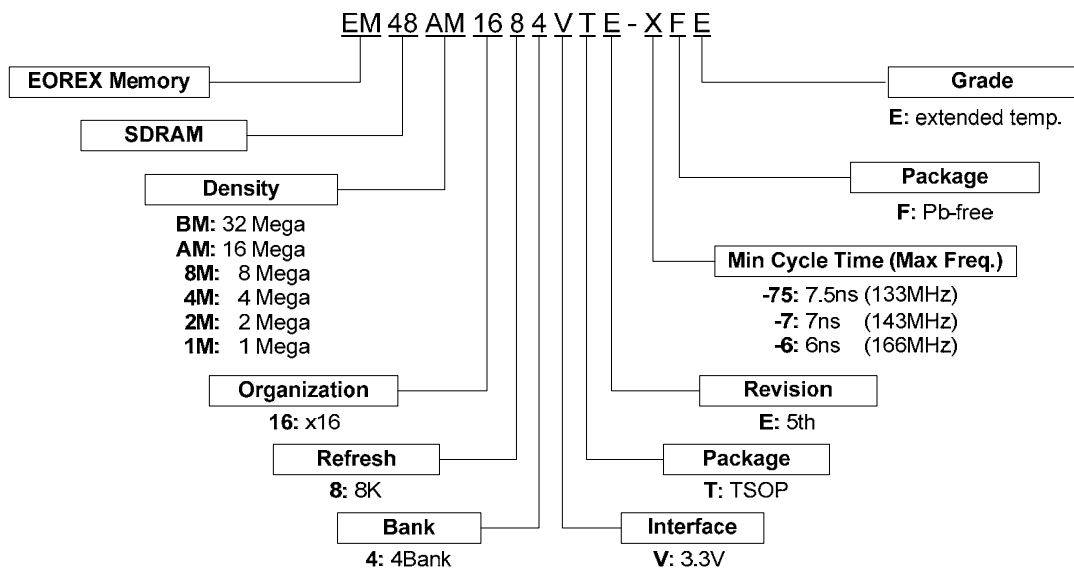 EM 48 AM 16 8 4 V T E - X F E
EOREX Memory
SDRAM
Density
BM: 32 Mega
AM: 16 Mega
8M: 8 Mega
4M: 4 Mega
2M: 2 Mega
1M: 1 Mega
Organization
16: x16
Refresh
8: 8K
Bank
4: 4Bank
Grade
E: extended temp.
Package
F: Pb-free
Min Cycle Time (Max Freq.)
-75: 7.5ns (133MHz)
-7: 7ns (143MHz)
-6: 6ns (166MHz)
Revision
E: 5th
Package
T: TSOP
Interface
V: 3.3V